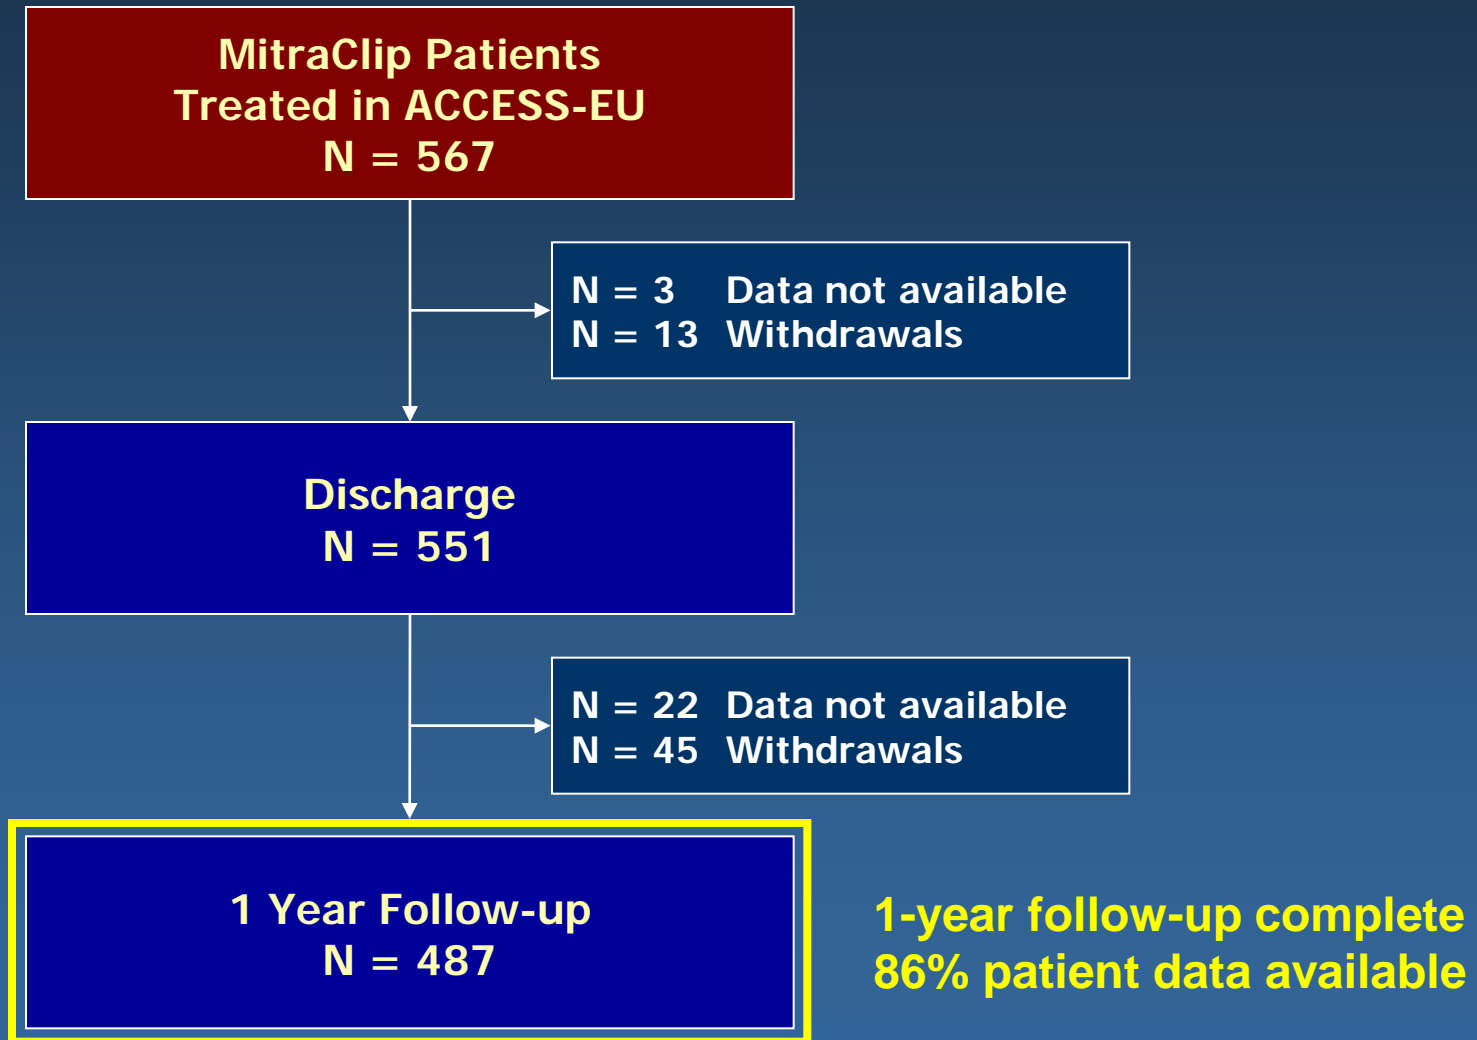 MitraClip Patients
Treated in ACCESS-EU
N = 567
N = 3 Data not available
N = 13 Withdrawals
Discharge
N = 551
N = 22 Data not available
N = 45 Withdrawals
1 Year Follow-up
N = 487
1-year follow-up complete
86% patient data available